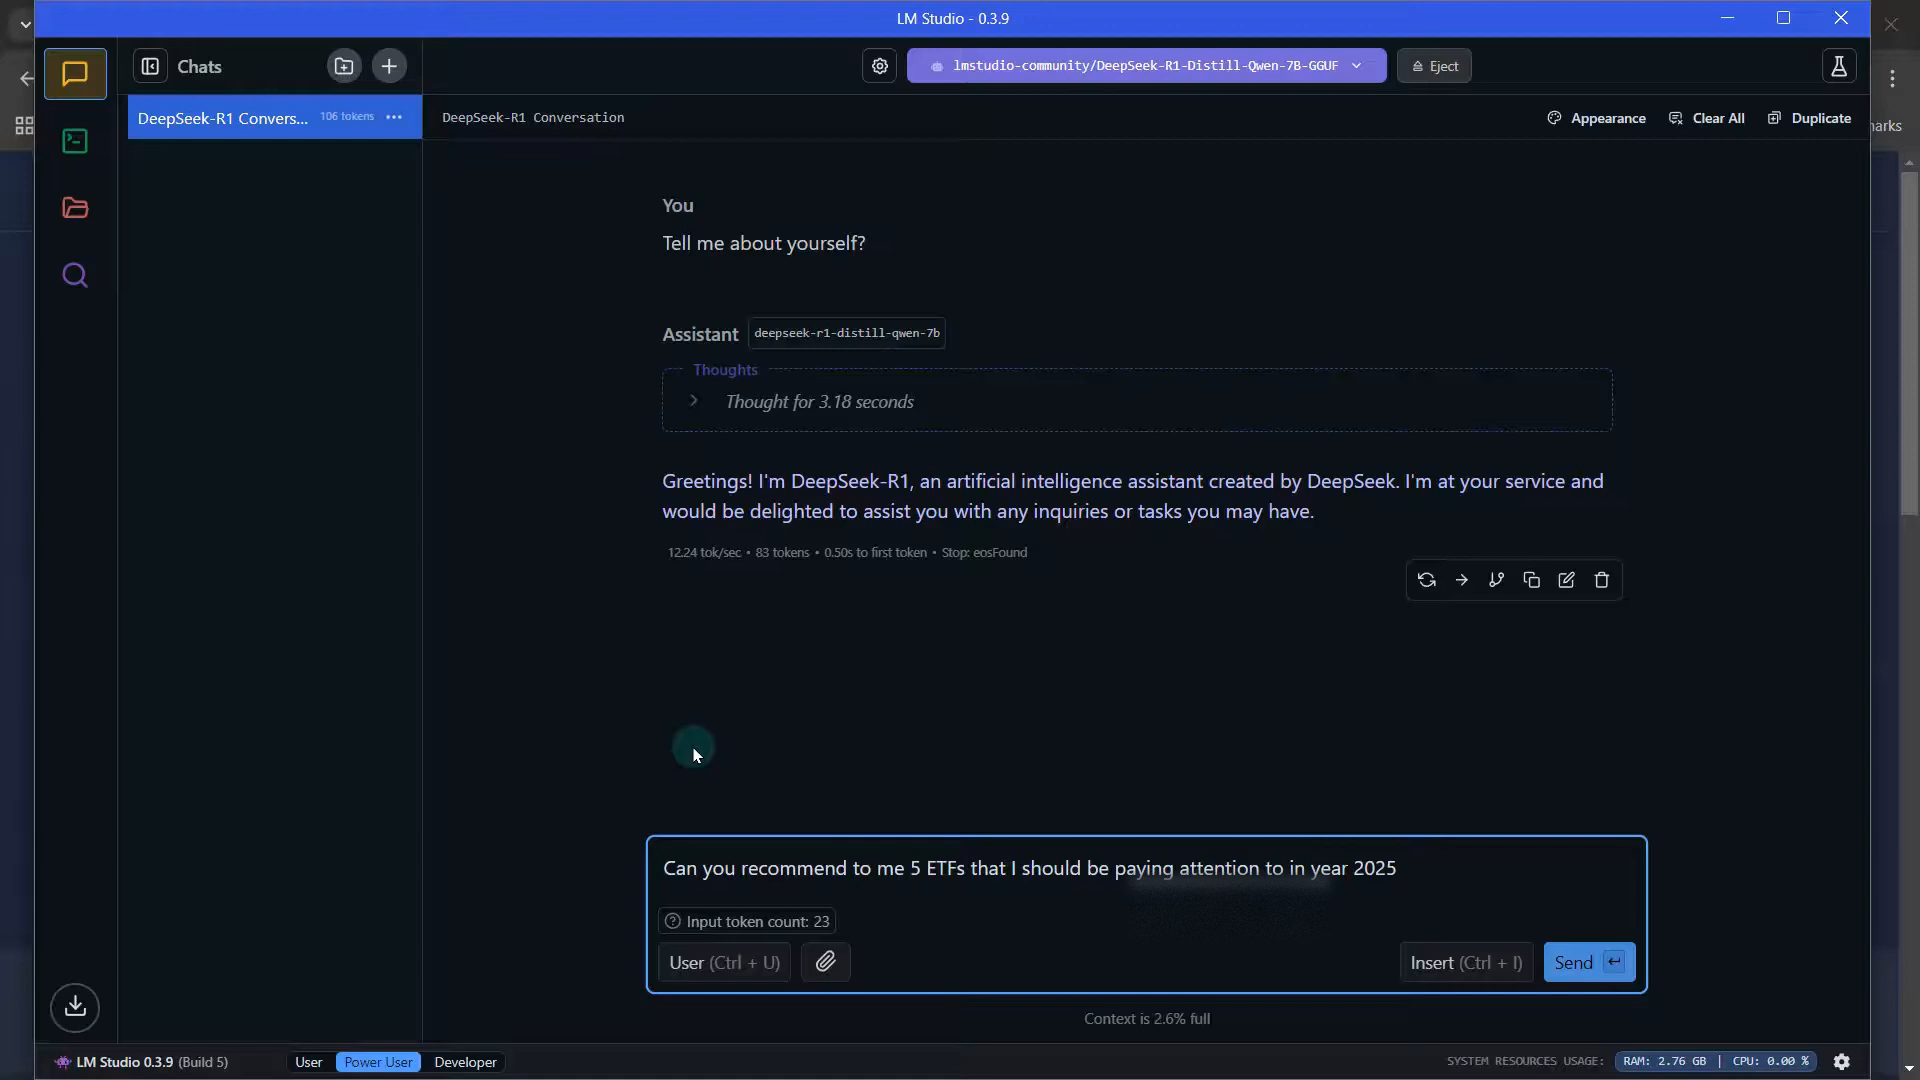 LM Studio - 0.3.9
Chats
lmstudio-community/DeepSeek-R1-Distill-Qwen-7B-GGUF
Eject
DeepSeek-R1 Convers... 106 tokens
DeepSeek-R1 Conversation
Appearance
Clear All
Duplicate
arks
You
Tell me about yourself?
Assistant deepseek-r1-distill-qwen-7b
Thoughts
Thought for 3.18 seconds
Greetings! I'm DeepSeek-R1, an artificial intelligence assistant created by DeepSeek. I'm at your service and
would be delighted to assist you with any inquiries or tasks you may have.
12.24 tok/sec • 83 tokens • 0.50s to first token • Stop: eosFound
Can you recommend to me 5 ETFs that I should be paying attention to in year 2025
Input token count: 23
User (Ctrl + U)
Insert (Ctrl + I)
Send
Context is 2.6% full
LM Studio 0.3.9 (Build 5)
User
Power User
Developer
SYSTEM RESOURCES USAGE:
RAM: 2.76 GB | CPU: 0.00 %